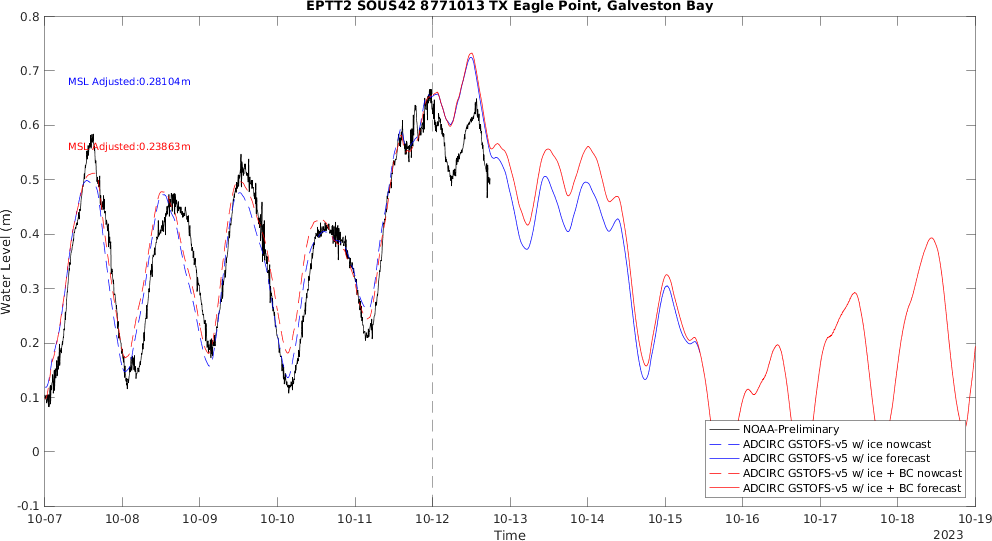 EPTT2 SOUS42 8771013 TX Eagle Point, Galveston Bay
0.8
0.7
0.6
0.5
0.4
0.3
0.2
0.1
0
-0.1
Water Level (m)
MSL Adjusted:0.28104m
MSL Adjusted:0.23863m
NOAA-Preliminary
ADCIRC GSTOFS-v5 w/ ice nowcast
ADCIRC GSTOFS-v5 w/ ice forecast
ADCIRC GSTOFS-v5 w/ ice + BC nowcast
ADCIRC GSTOFS-v5 w/ ice + BC forecast
10-07 10-08 10-09 10-10 10-11 10-12 10-13 10-14 10-15 10-16 10-17 10-18 10-19
Time
2023